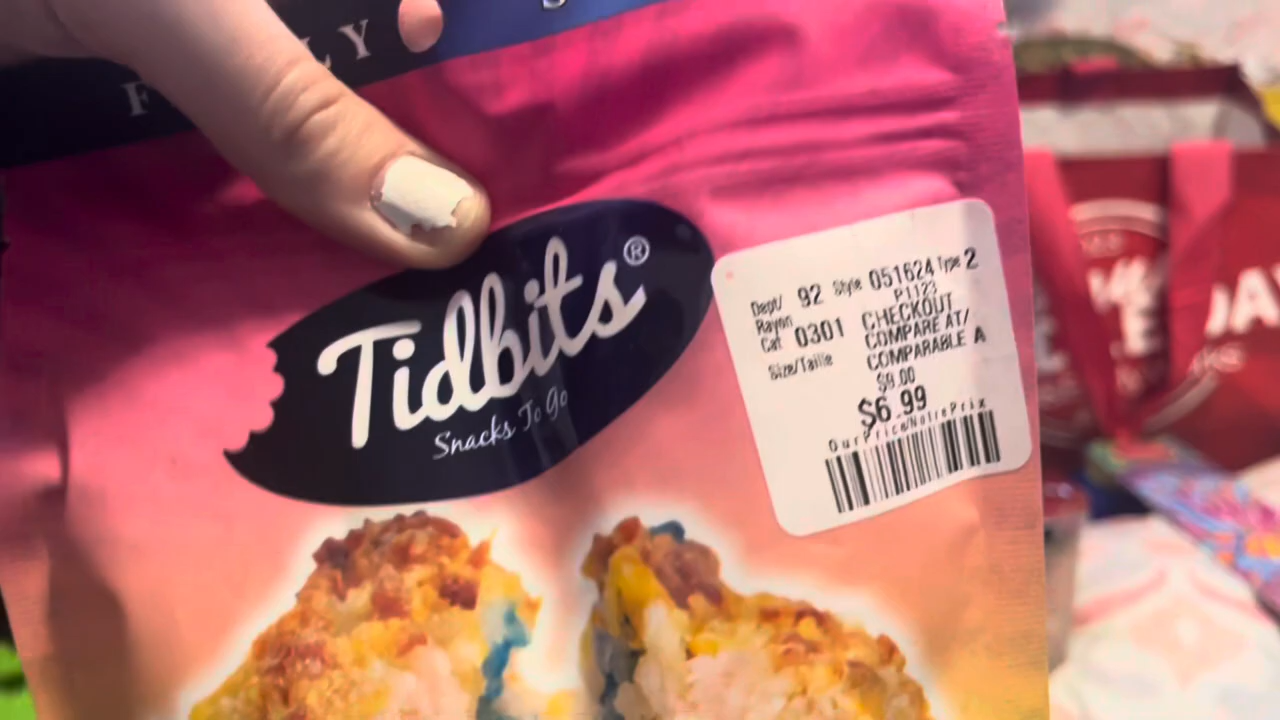 Tidbits®
Snacks To Go
Dept/ 92 Style 051624 Type 2
Rayon P1123
Cat 0301 CHECKOUT
COMPARE AT/
Size/Taille COMPARABLE A
$9.00
$6.99
Our Price/Notre Prix